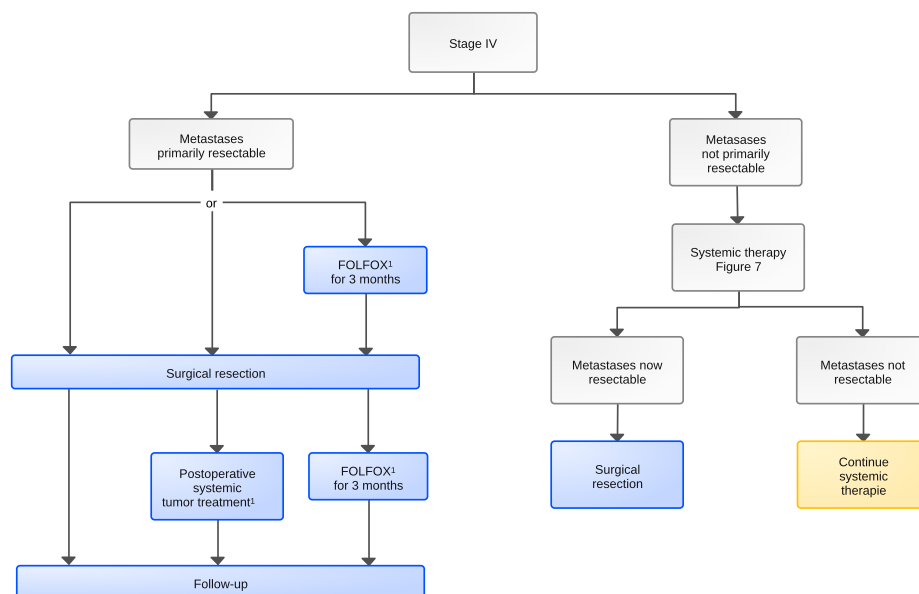 Stage IV
Metastases
primarily resectable
Metasases
not primarily
resectable
or
Systemic therapy
Figure 7
FOLFOX¹
for 3 months
Metastases now
resectable
Metastases not
resectable
Surgical resection
Surgical
resection
Continue
systemic
therapie
Postoperative
systemic
tumor treatment¹
FOLFOX¹
for 3 months
Follow-up